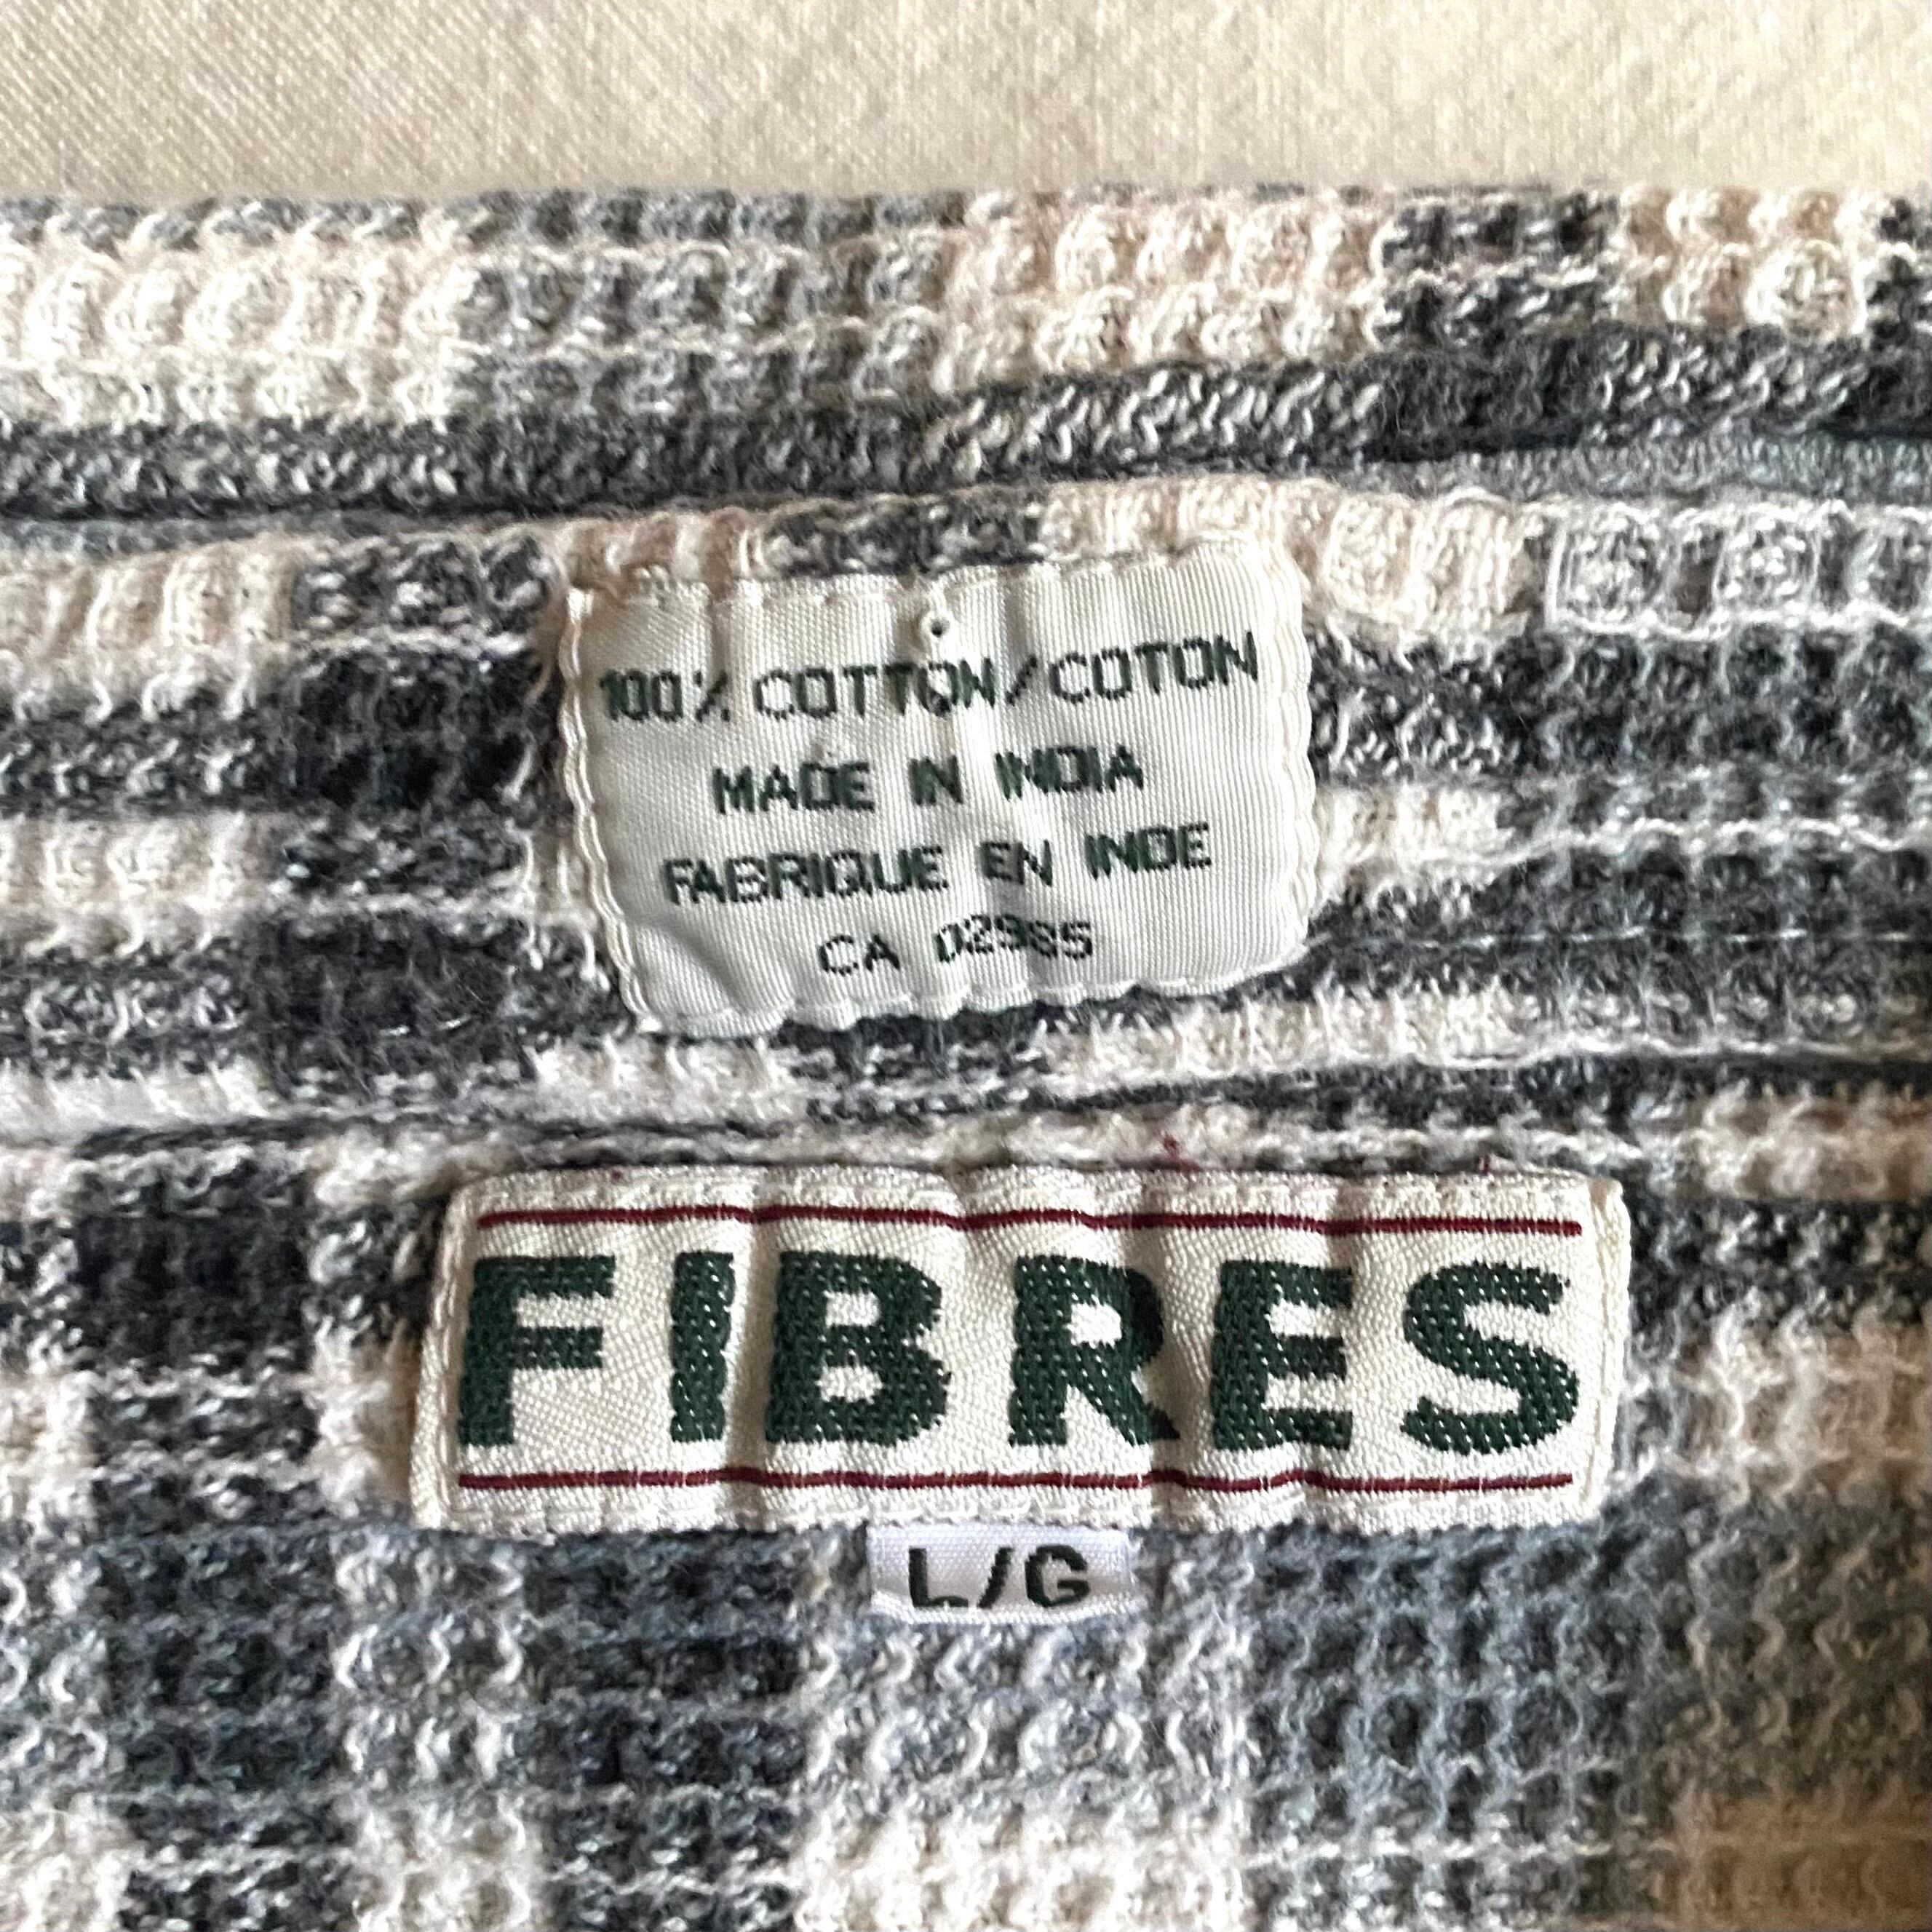 100% COTTON/COTON
MADE IN INDIA
FABRIQUE EN INDE
CA 02985
FIBRES
L/G